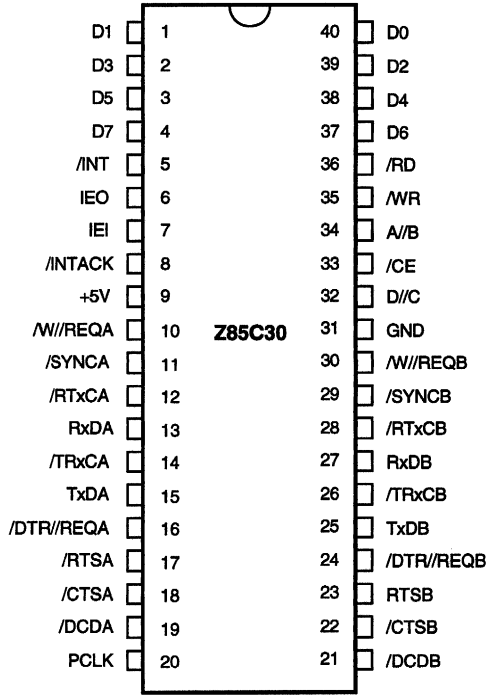 D1 1 40 D0
D3 2 39 D2
D5 3 38 D4
D7 4 37 D6
/INT 5 36 /RD
IEO 6 35 /WR
IEI 7 34 A//B
/INTACK 8 33 /CE
+5V 9 32 D//C
/W//REQA 10 Z85C30 31 GND
/SYNCA 11 30 /W//REQB
/RTxCA 12 29 /SYNCB
RxDA 13 28 /RTxCB
/TRxCA 14 27 RxDB
TxDA 15 26 /TRxCB
/DTR//REQA 16 25 TxDB
/RTSA 17 24 /DTR//REQB
/CTSA 18 23 RTSB
/DCDA 19 22 /CTSB
PCLK 20 21 /DCDB